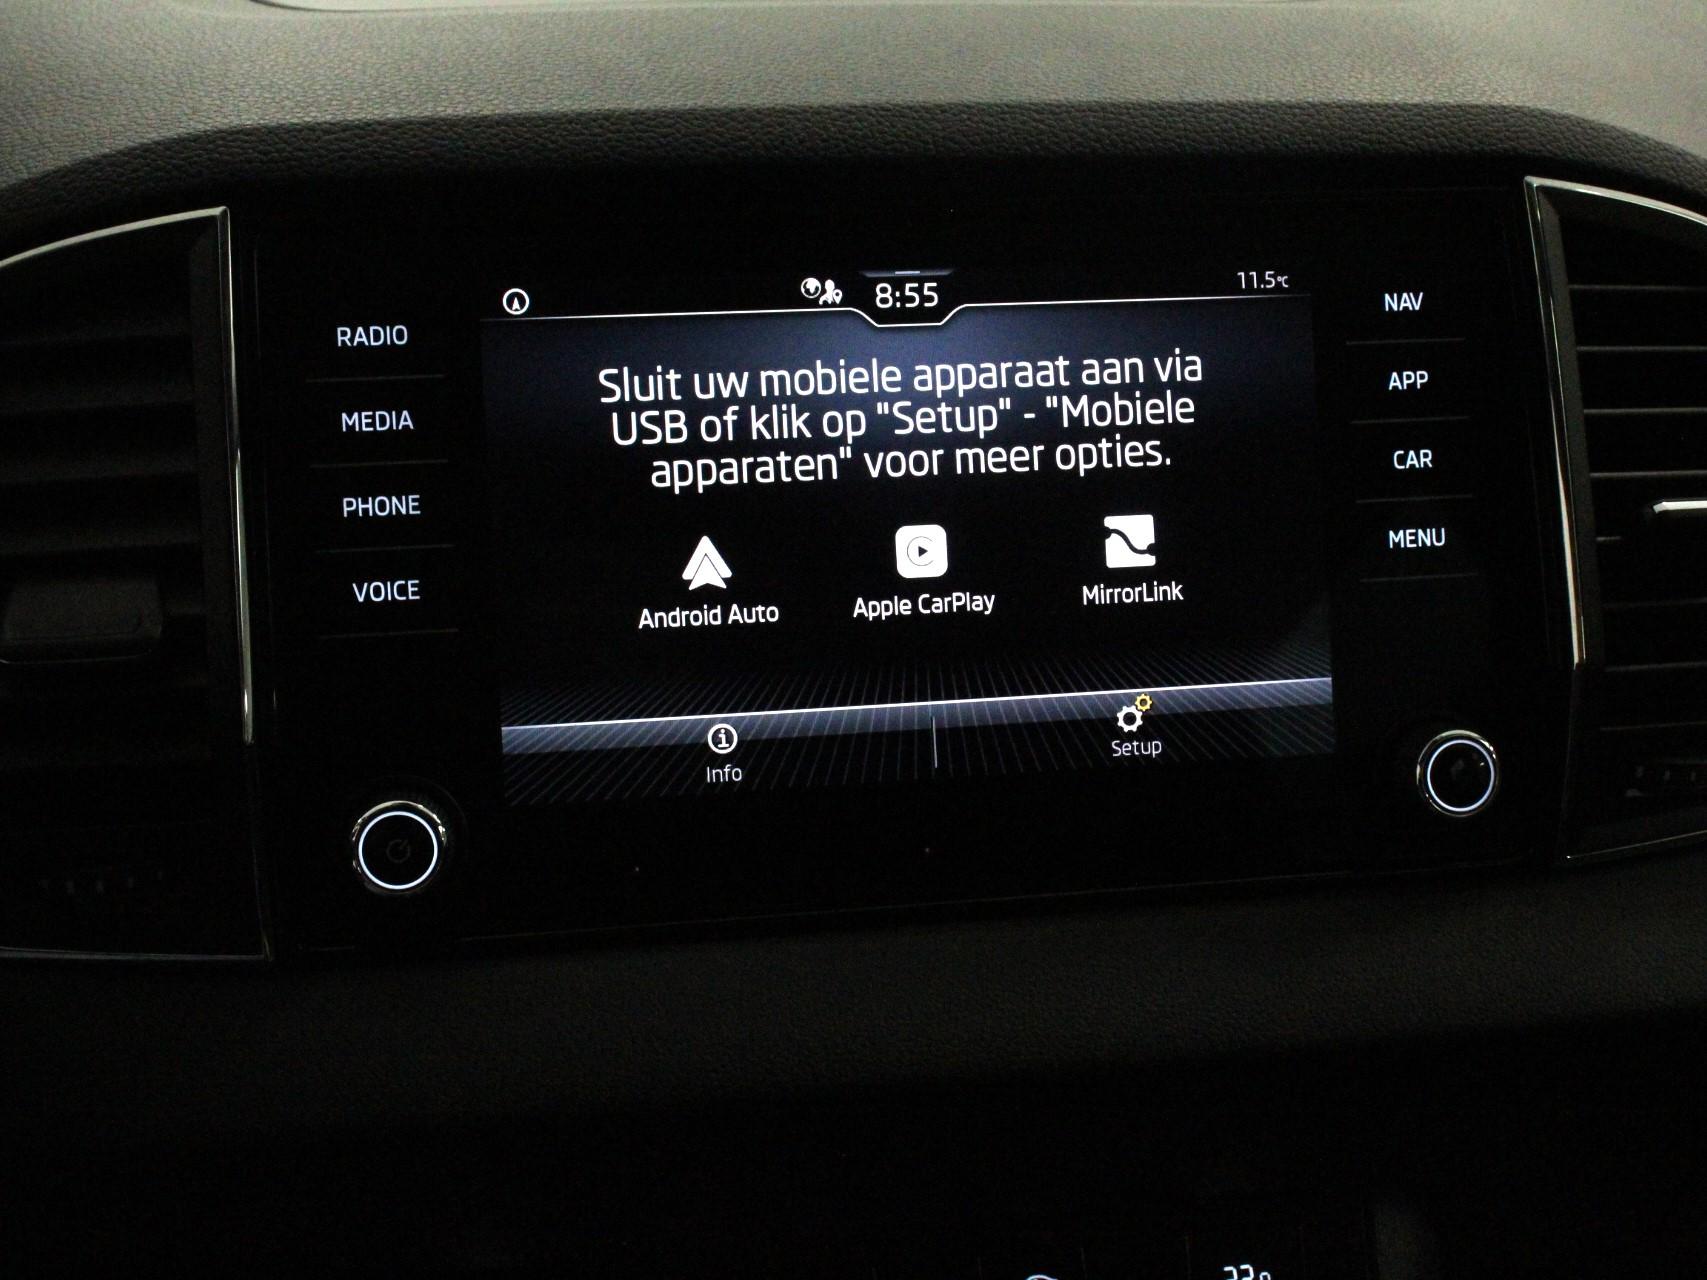 8:55
11.5°C
RADIO
MEDIA
PHONE
VOICE
Sluit uw mobiele apparaat aan via
USB of klik op "Setup" - "Mobiele
apparaten" voor meer opties.
Android Auto
Apple CarPlay
MirrorLink
Info
Setup
NAV
APP
CAR
MENU